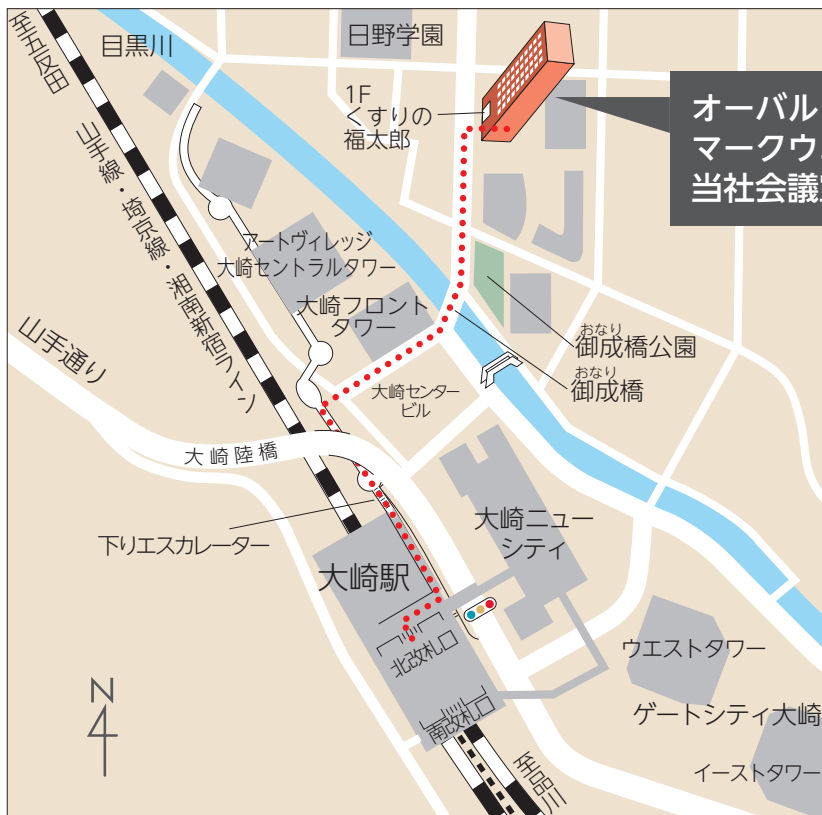 至五反田
目黒川
日野学園
1F
くすりの
福太郎
オーバル
マークウ
当社会議
山手線・埼京線・湘南新宿ライン
アートヴィレッジ
大崎セントラルタワー
大崎フロント
タワー
山手通り
おなり
御成橋公園
おなり
御成橋
大崎センター
ビル
大崎陸橋
下りエスカレーター
大崎ニュー
シティ
大崎駅
北改札口
ウエストタワー
南改札口
ゲートシティ大崎
イーストタワー
至品川
N